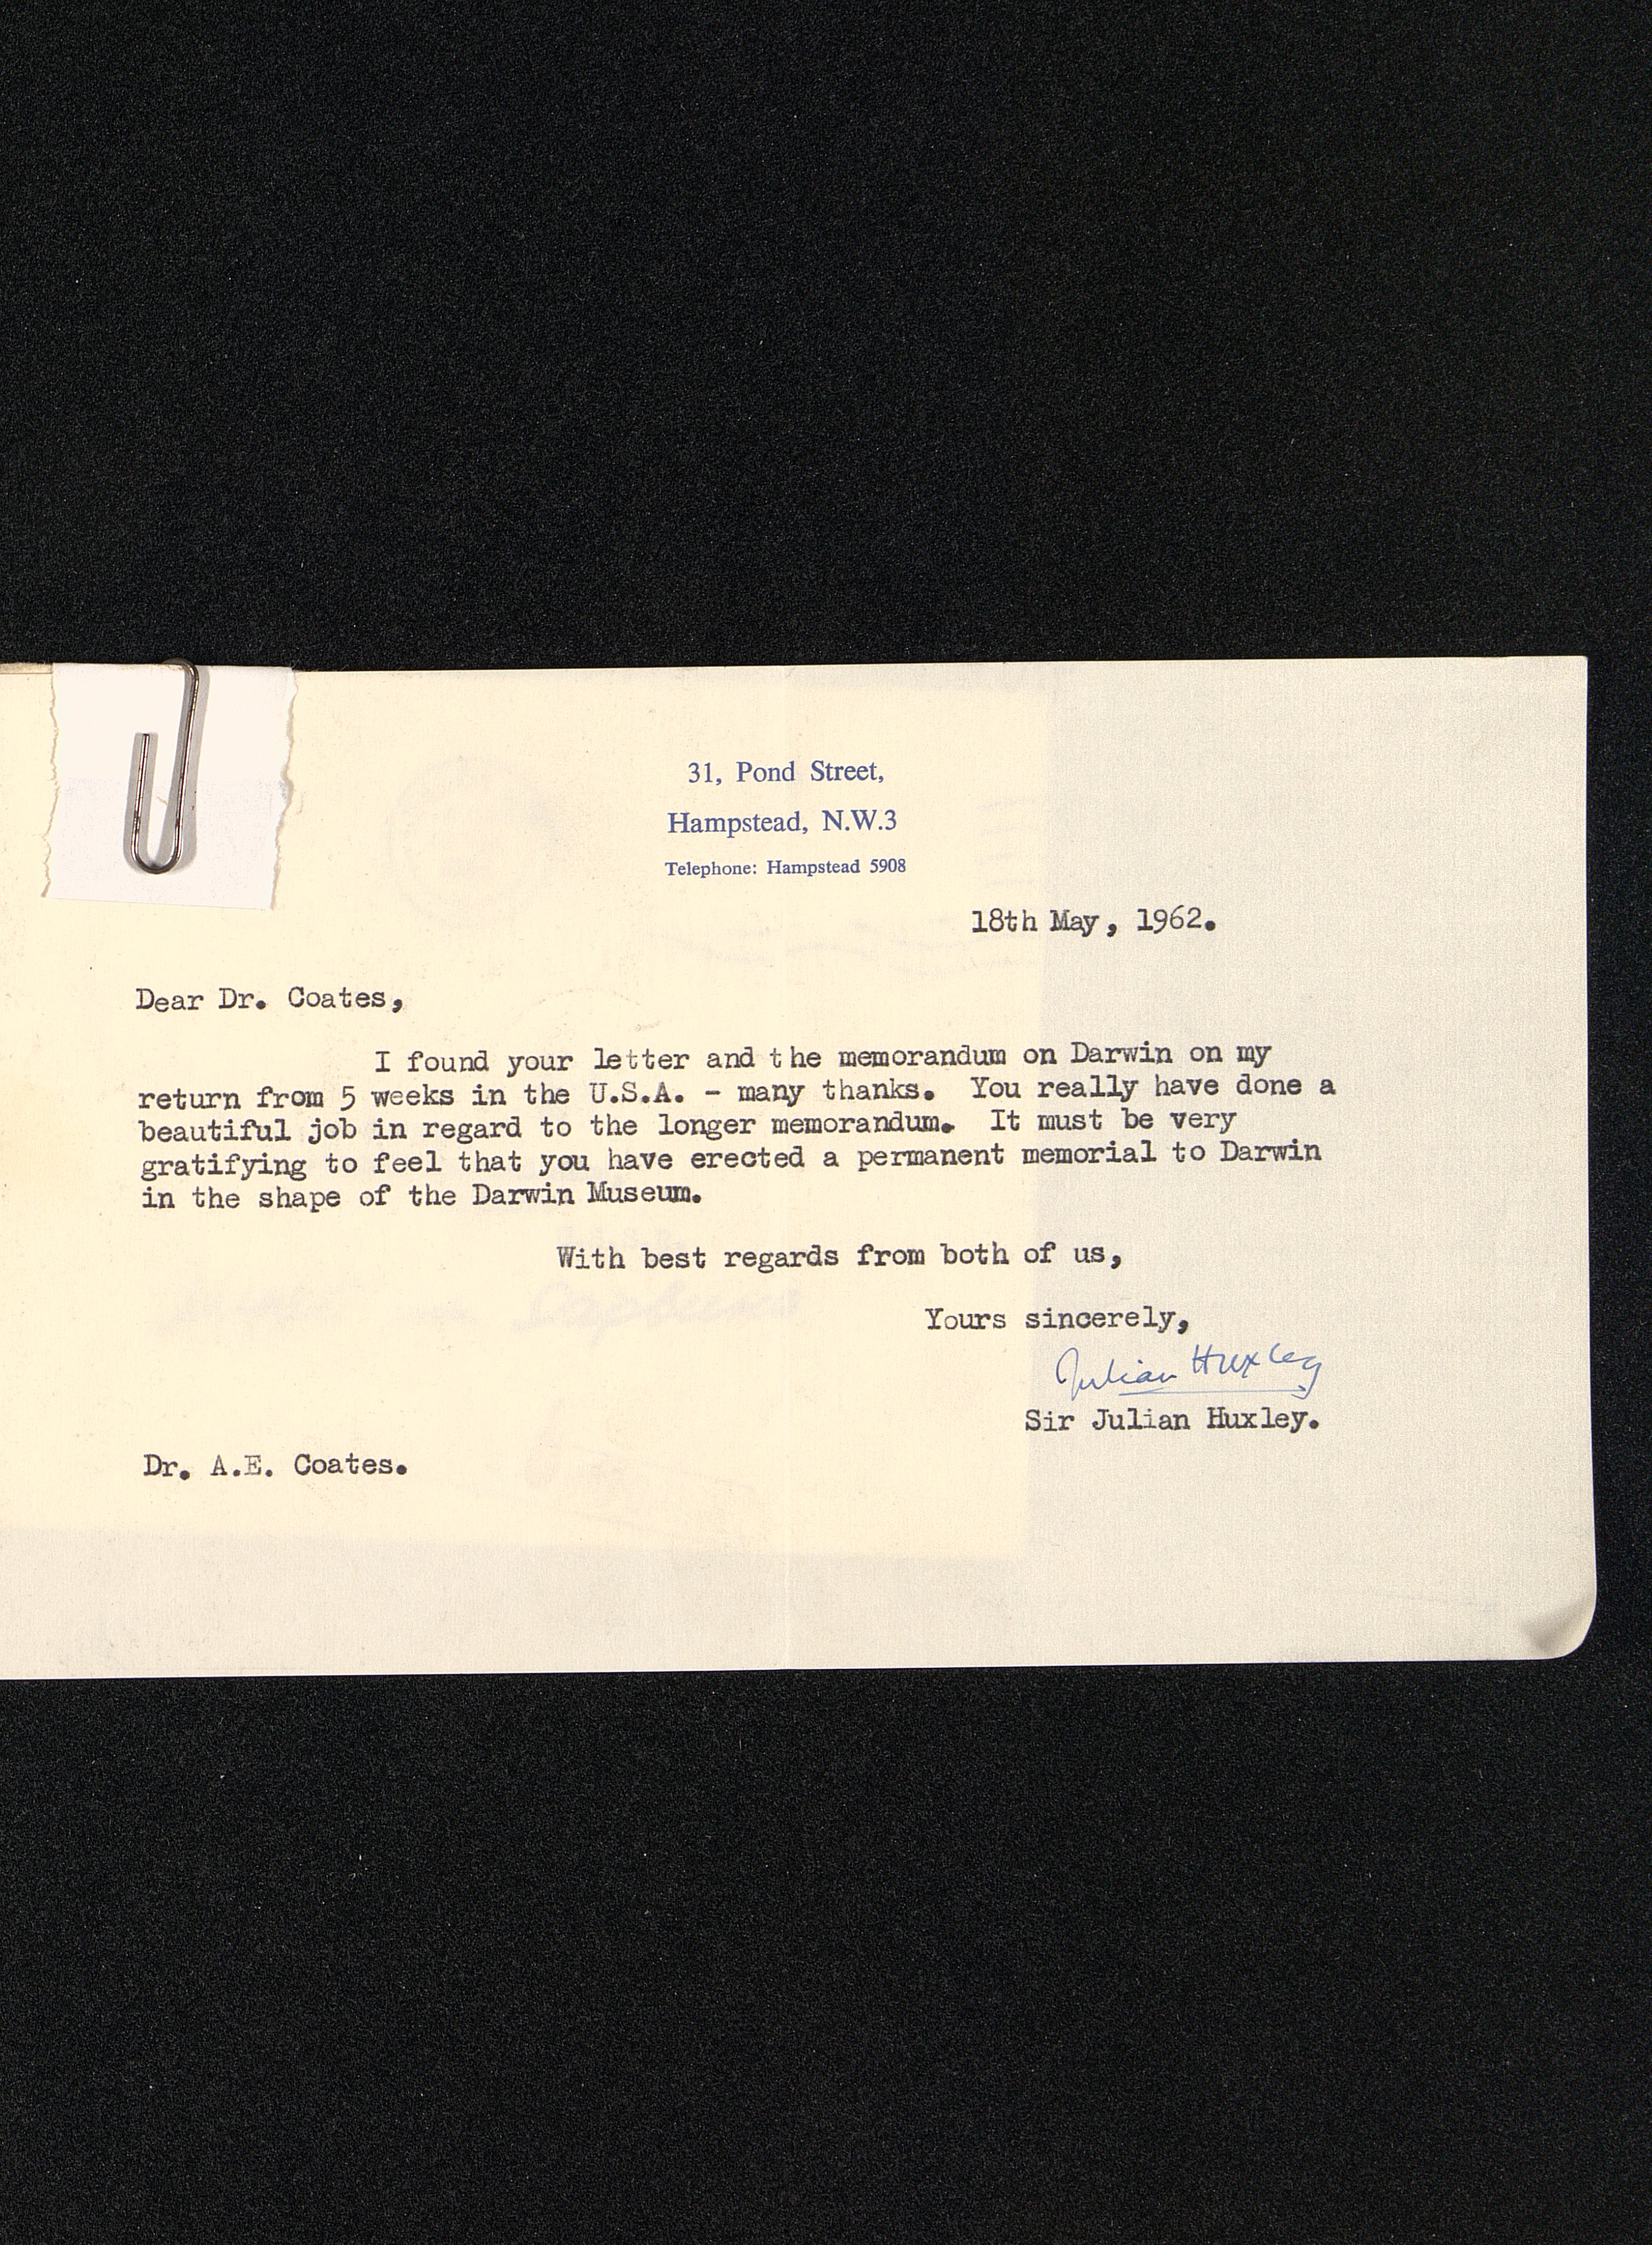 31, Pond Street,
Hampstead, N.W.3
Telephone: Hampstead 5908
18th May, 1962.
Dear Dr. Coates,
I found your letter and the memorandum on Darwin on my
return from 5 weeks in the U.S.A. - many thanks. You really have done a
beautiful job in regard to the longer memorandum. It must be very
gratifying to feel that you have erected a permanent memorial to Darwin
in the shape of the Darwin Museum.
With best regards from both of us,
Yours sincerely,
Julian Huxley
Sir Julian Huxley.
Dr. A.E. Coates.